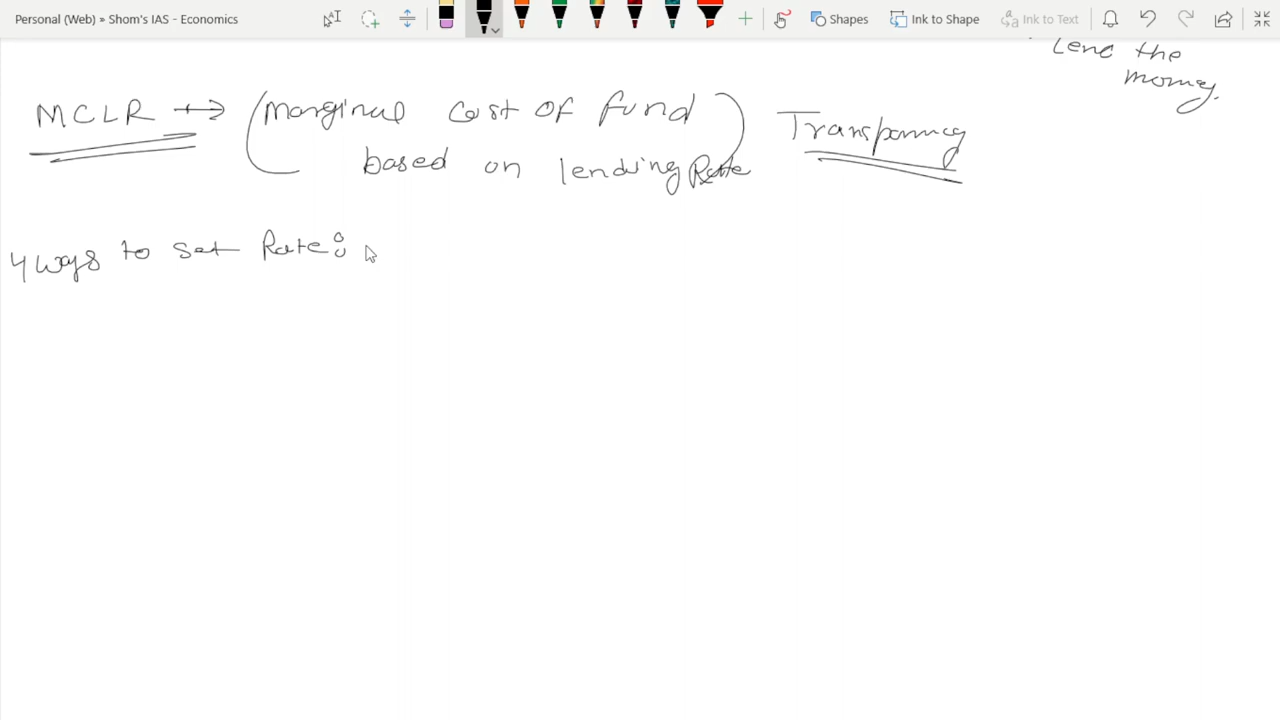 Personal (Web) » Shom's IAS - Economics
Shapes
Ink to Shape
Ink to Text
lend the
money.
MCLR → (Marginal cost of fund
based on lending Rate)
Transparancy
4 ways to set Rate: